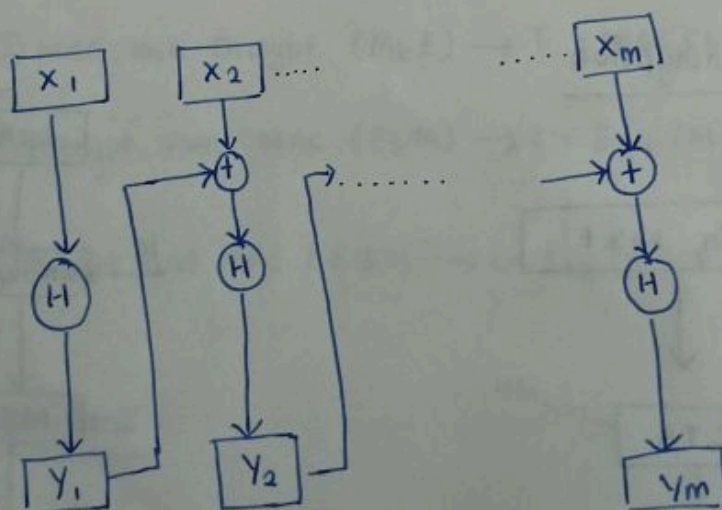 X1 X2 ..... ..... Xm
+ ....... +
H H H
Y1 Y2 Ym